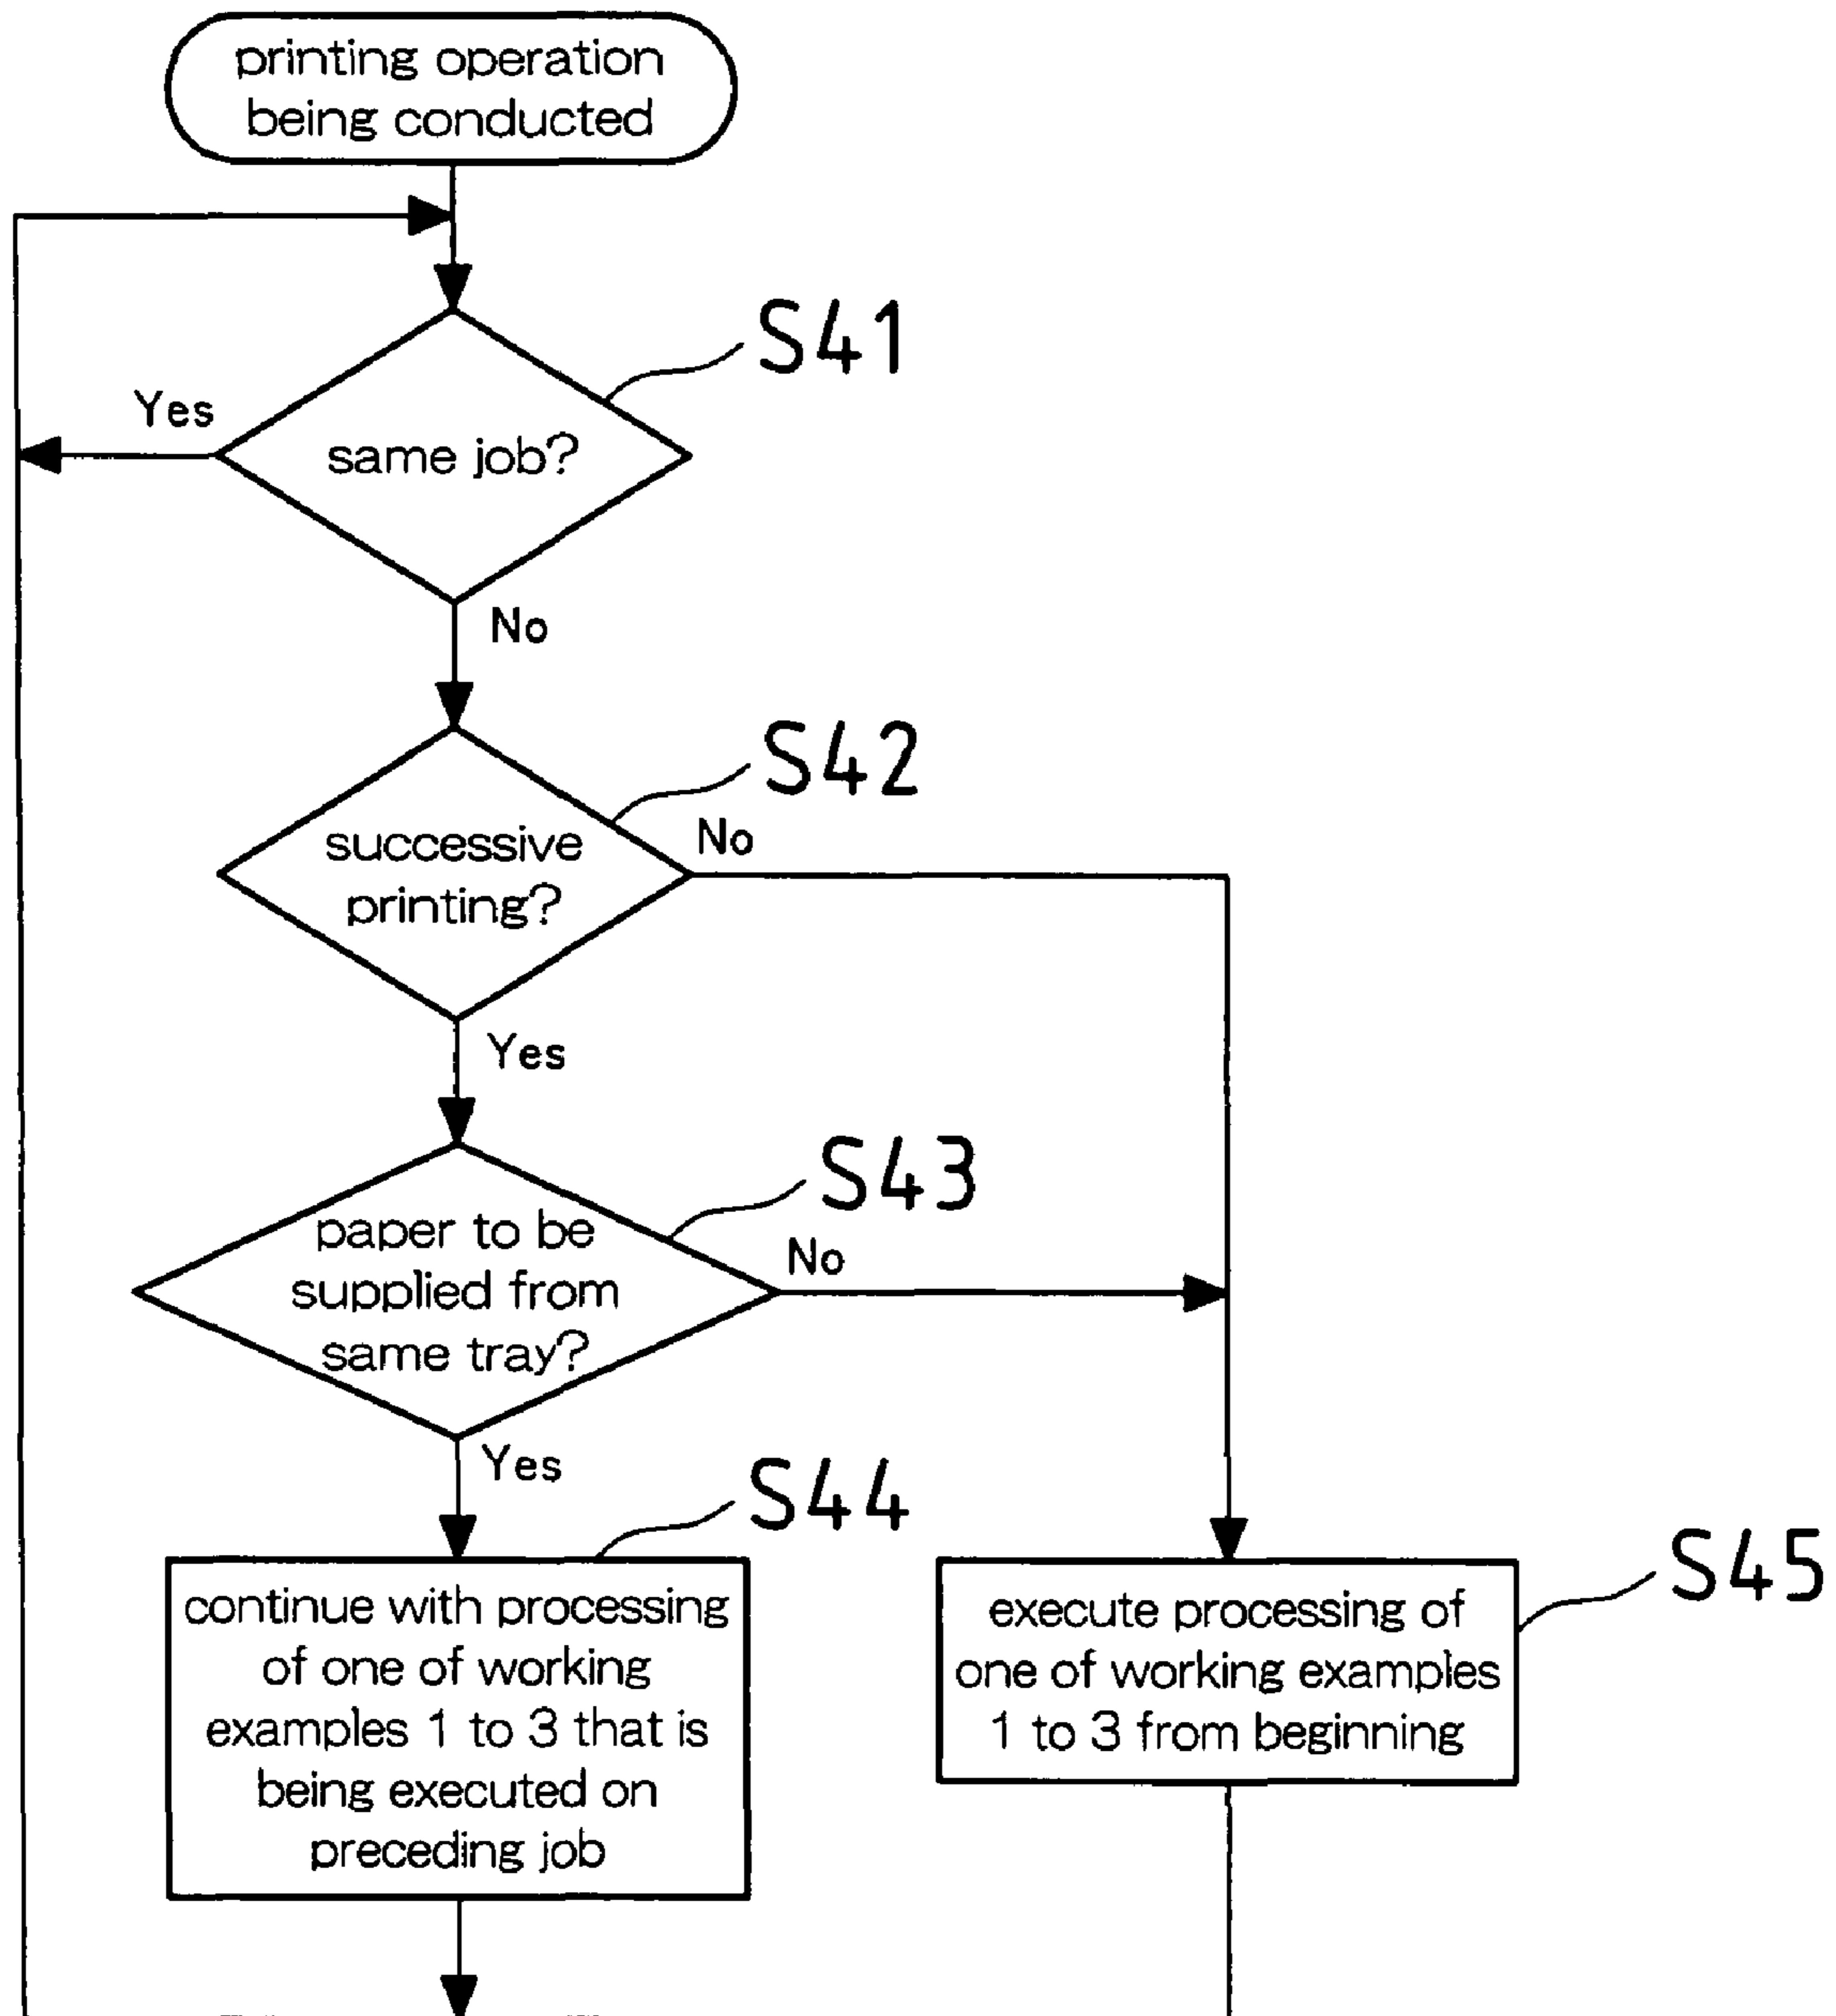 printing operation
being conducted
S41
Yes
same job?
No
S42
successive
printing?
No
Yes
S43
paper to be
supplied from
same tray?
No
Yes
S44
continue with processing
of one of working
examples 1 to 3 that is
being executed on
preceding job
S45
execute processing of
one of working examples
1 to 3 from beginning